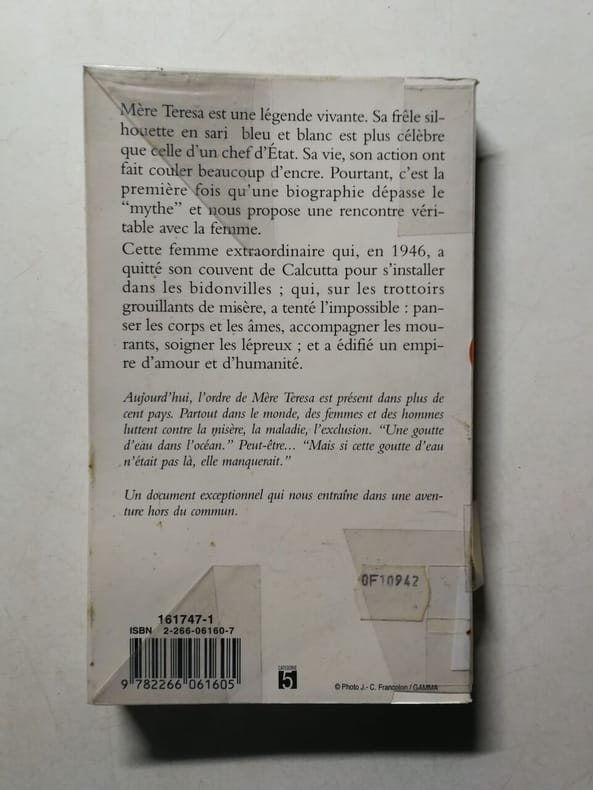 Mère Teresa est une légende vivante. Sa frêle sil-
houette en sari bleu et blanc est plus célèbre
que celle d'un chef d'État. Sa vie, son action ont
fait couler beaucoup d'encre. Pourtant, c'est la
première fois qu'une biographie dépasse le
“mythe” et nous propose une rencontre véri-
table avec la femme.
Cette femme extraordinaire qui, en 1946, a
quitté son couvent de Calcutta pour s'installer
dans les bidonvilles ; qui, sur les trottoirs
grouillants de misère, a tenté l'impossible : pan-
ser les corps et les âmes, accompagner les mou-
rants, soigner les lépreux ; et a édifié un empi-
re d'amour et d'humanité.
Aujourd'hui, l'ordre de Mère Teresa est présent dans plus de
cent pays. Partout dans le monde, des femmes et des hommes
luttent contre la misère, la maladie, l'exclusion. “Une goutte
d'eau dans l'océan.” Peut-être... “Mais si cette goutte d'eau
n'était pas là, elle manquerait.”
Un document exceptionnel qui nous entraîne dans une aven-
ture hors du commun.
0F10942
161747-1
ISBN 2-266-06160-7
9 782266 061605
CATÉGORIE
5
© Photo J.- C. Francolon / GAMMA